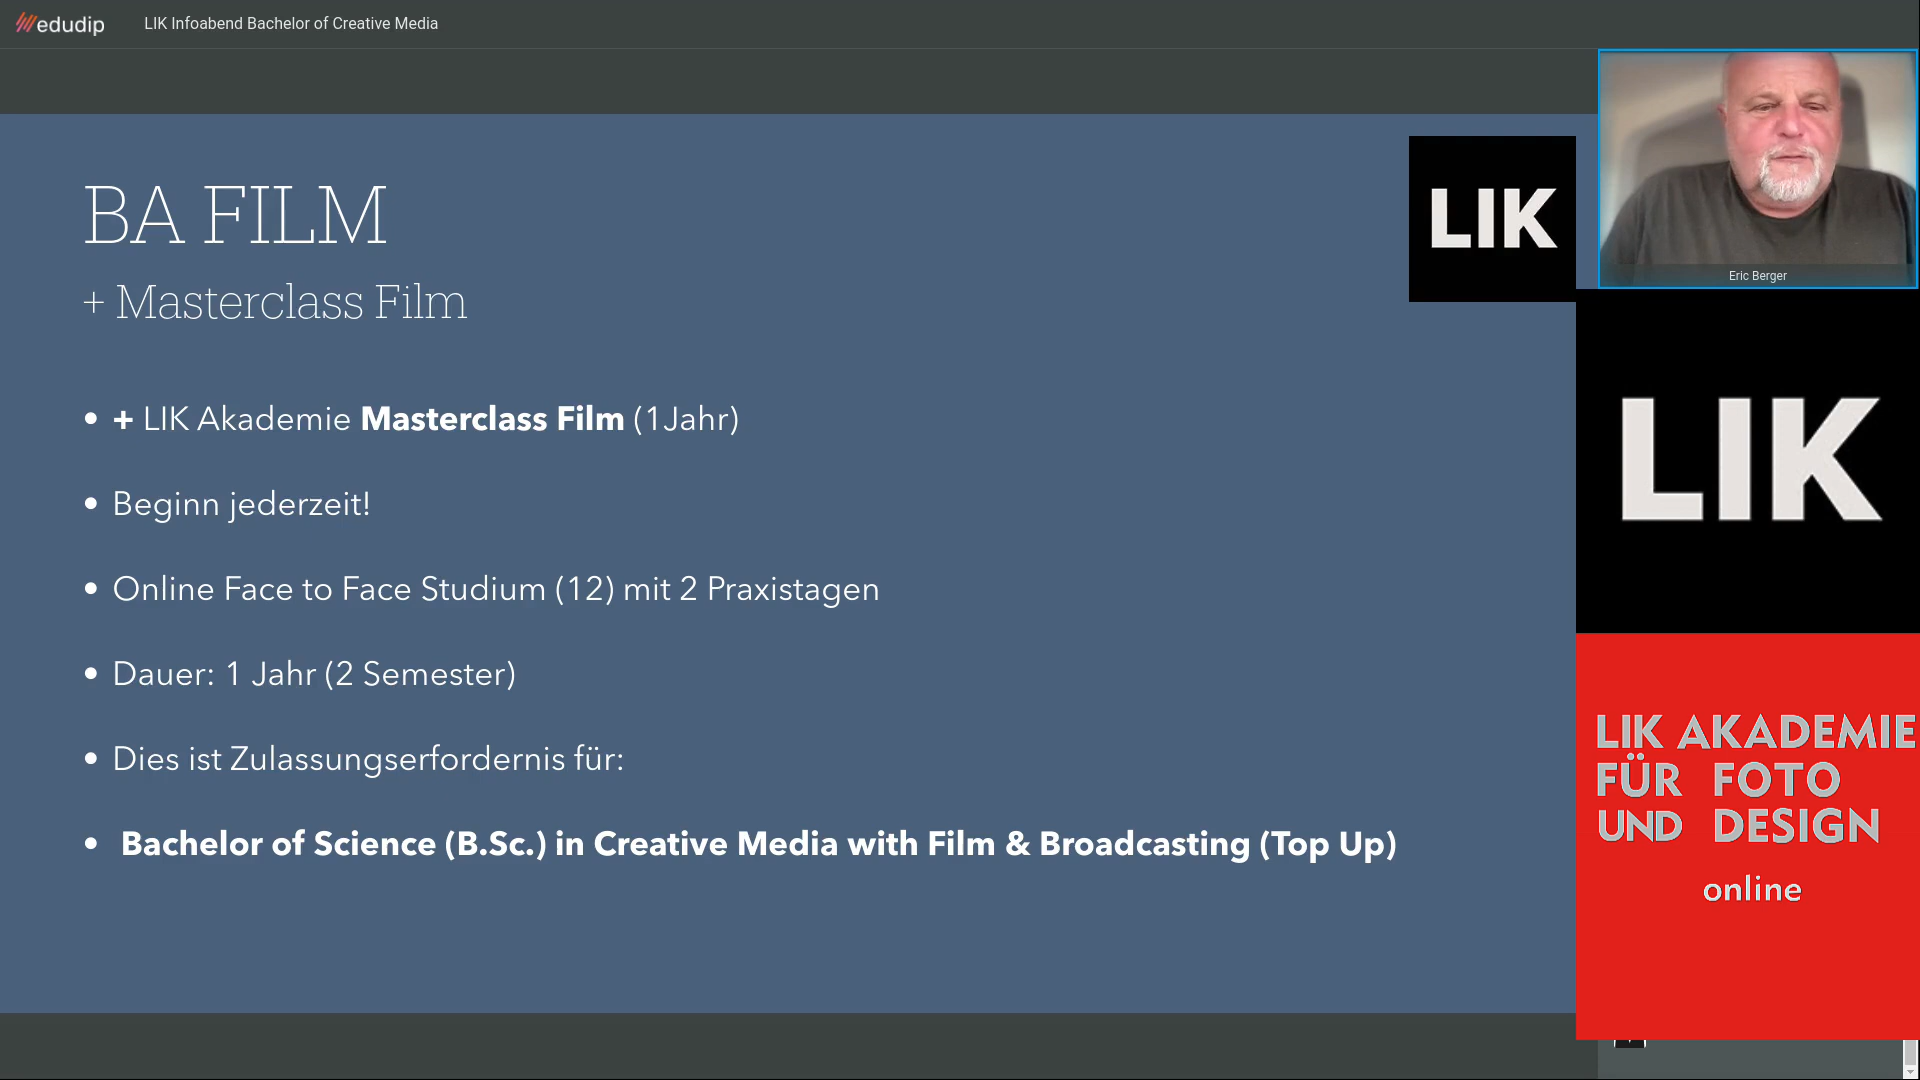 edudip
LIK Infoabend Bachelor of Creative Media
BA FILM
+ Masterclass Film
• + LIK Akademie Masterclass Film (1Jahr)
• Beginn jederzeit!
• Online Face to Face Studium (12) mit 2 Praxistagen
• Dauer: 1 Jahr (2 Semester)
• Dies ist Zulassungserfordernis für:
• Bachelor of Science (B.Sc.) in Creative Media with Film & Broadcasting (Top Up)
LIK
Eric Berger
LIK
LIK AKADEMIE
FÜR FOTO
UND DESIGN
online